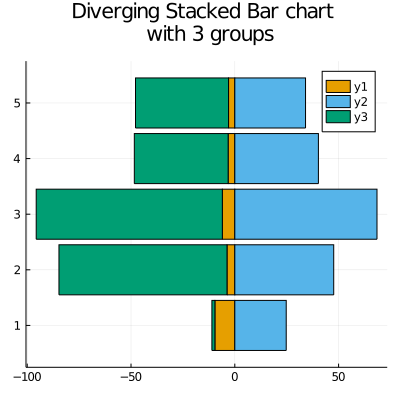 Diverging Stacked Bar chart
with 3 groups
y1
y2
y3
5
4
3
2
1
−100 −50 0 50